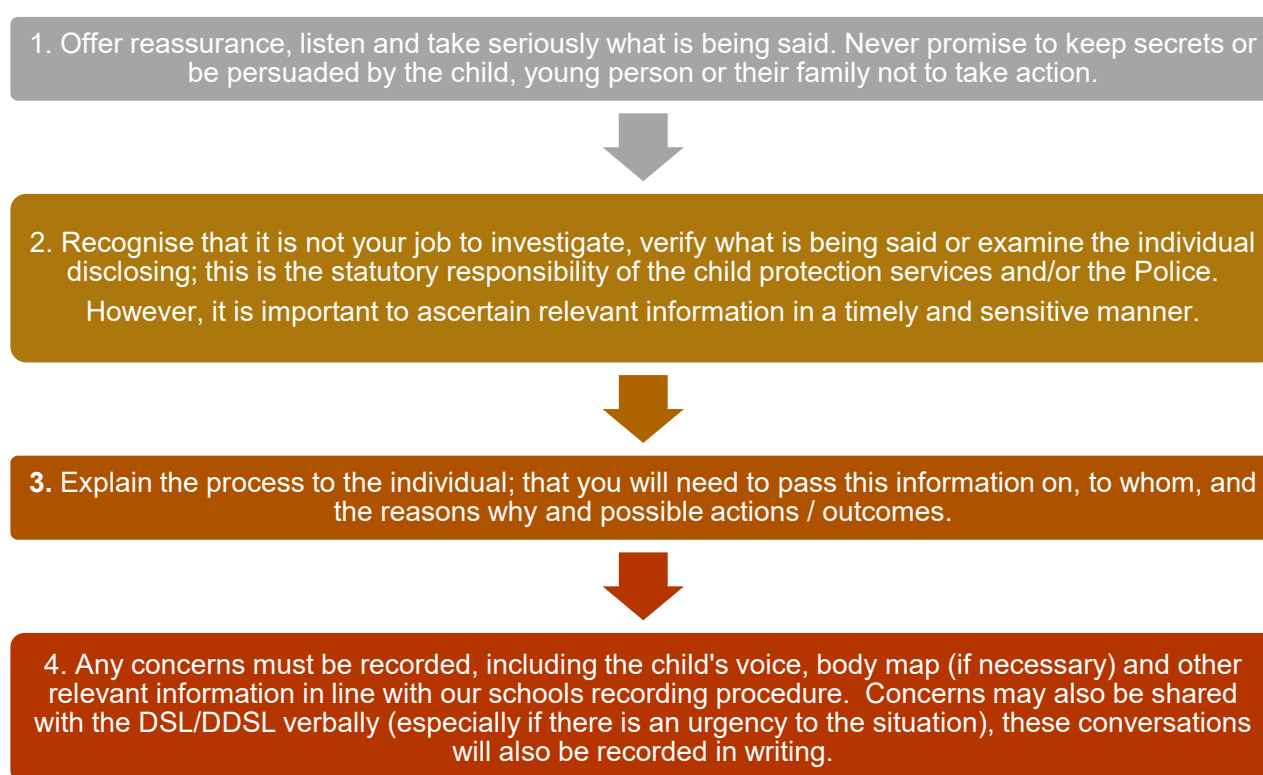 1. Offer reassurance, listen and take seriously what is being said. Never promise to keep secrets or
be persuaded by the child, young person or their family not to take action.
2. Recognise that it is not your job to investigate, verify what is being said or examine the individual
disclosing; this is the statutory responsibility of the child protection services and/or the Police.
However, it is important to ascertain relevant information in a timely and sensitive manner.
3. Explain the process to the individual; that you will need to pass this information on, to whom, and
the reasons why and possible actions / outcomes.
4. Any concerns must be recorded, including the child's voice, body map (if necessary) and other
relevant information in line with our schools recording procedure.  Concerns may also be shared
with the DSL/DDSL verbally (especially if there is an urgency to the situation), these conversations
will also be recorded in writing.